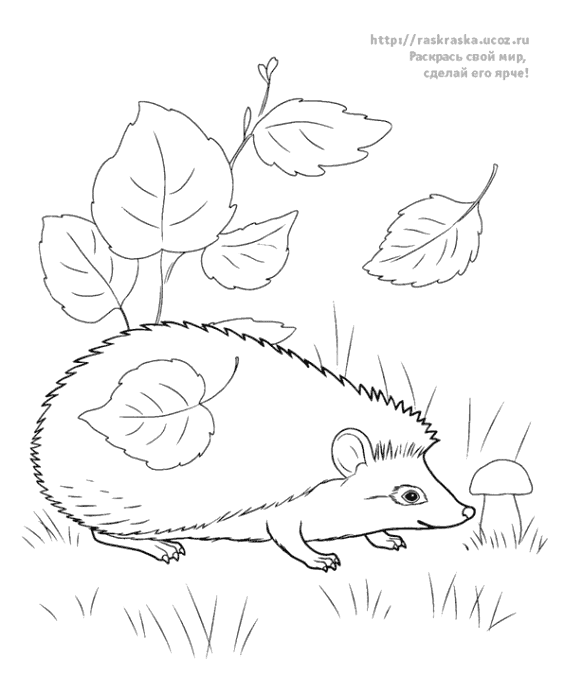 http://raskraska.ucoz.ru
Раскрась свой мир,
сделай его ярче!